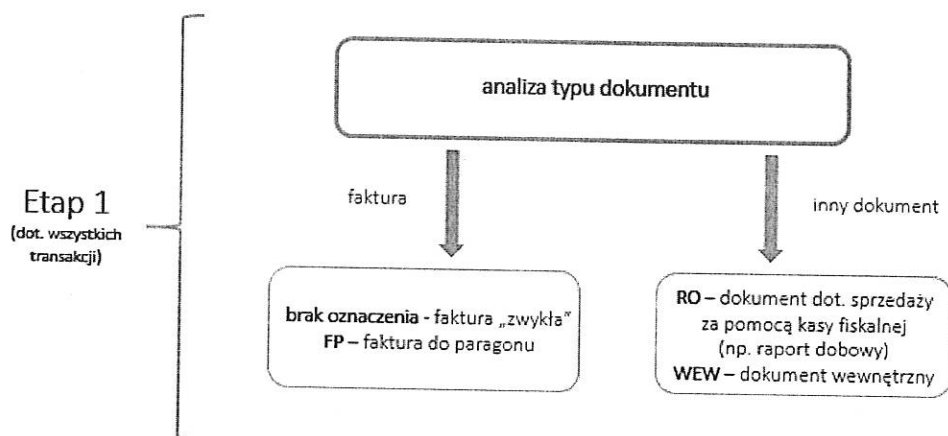 analiza typu dokumentu
faktura
inny dokument
Etap 1
(dot. wszystkich
transakcji)
brak oznaczenia - faktura „zwykła”
FP – faktura do paragonu
RO – dokument dot. sprzedaży
za pomocą kasy fiskalnej
(np. raport dobowy)
WEW – dokument wewnętrzny